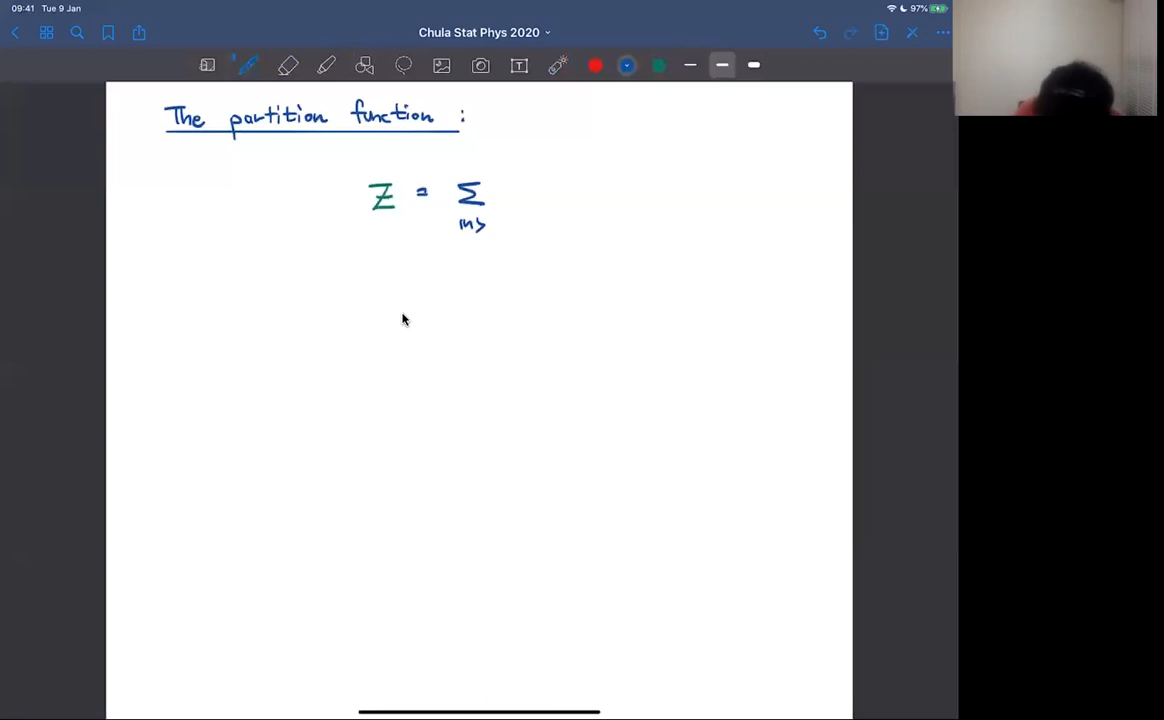 09:41 Tue 9 Jan
97%
Chula Stat Phys 2020
The partition function :
Z = Σ
|n>